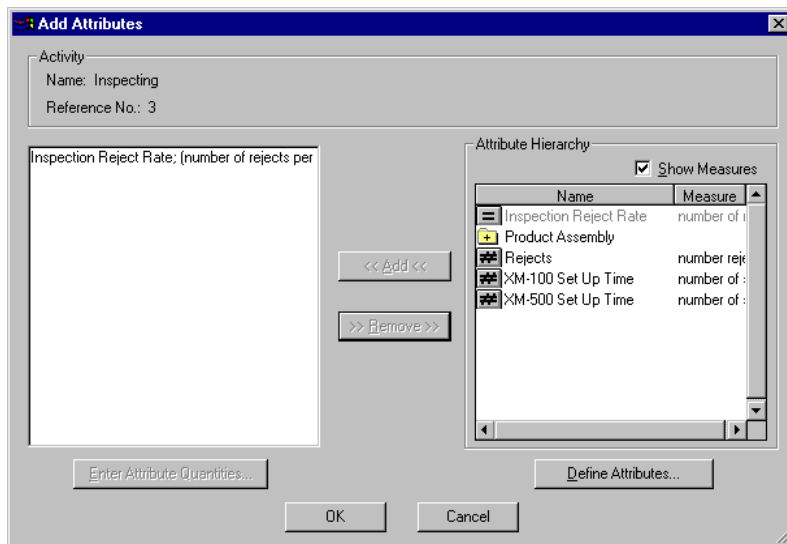 Add Attributes
Activity
Name: Inspecting
Reference No.: 3
Inspection Reject Rate; (number of rejects per
Attribute Hierarchy
Show Measures
Name Measure
Inspection Reject Rate number of
Product Assembly
Rejects number reje
XM-100 Set Up Time number of
XM-500 Set Up Time number of
<< Add <<
>> Remove >>
Enter Attribute Quantities...
Define Attributes...
OK Cancel